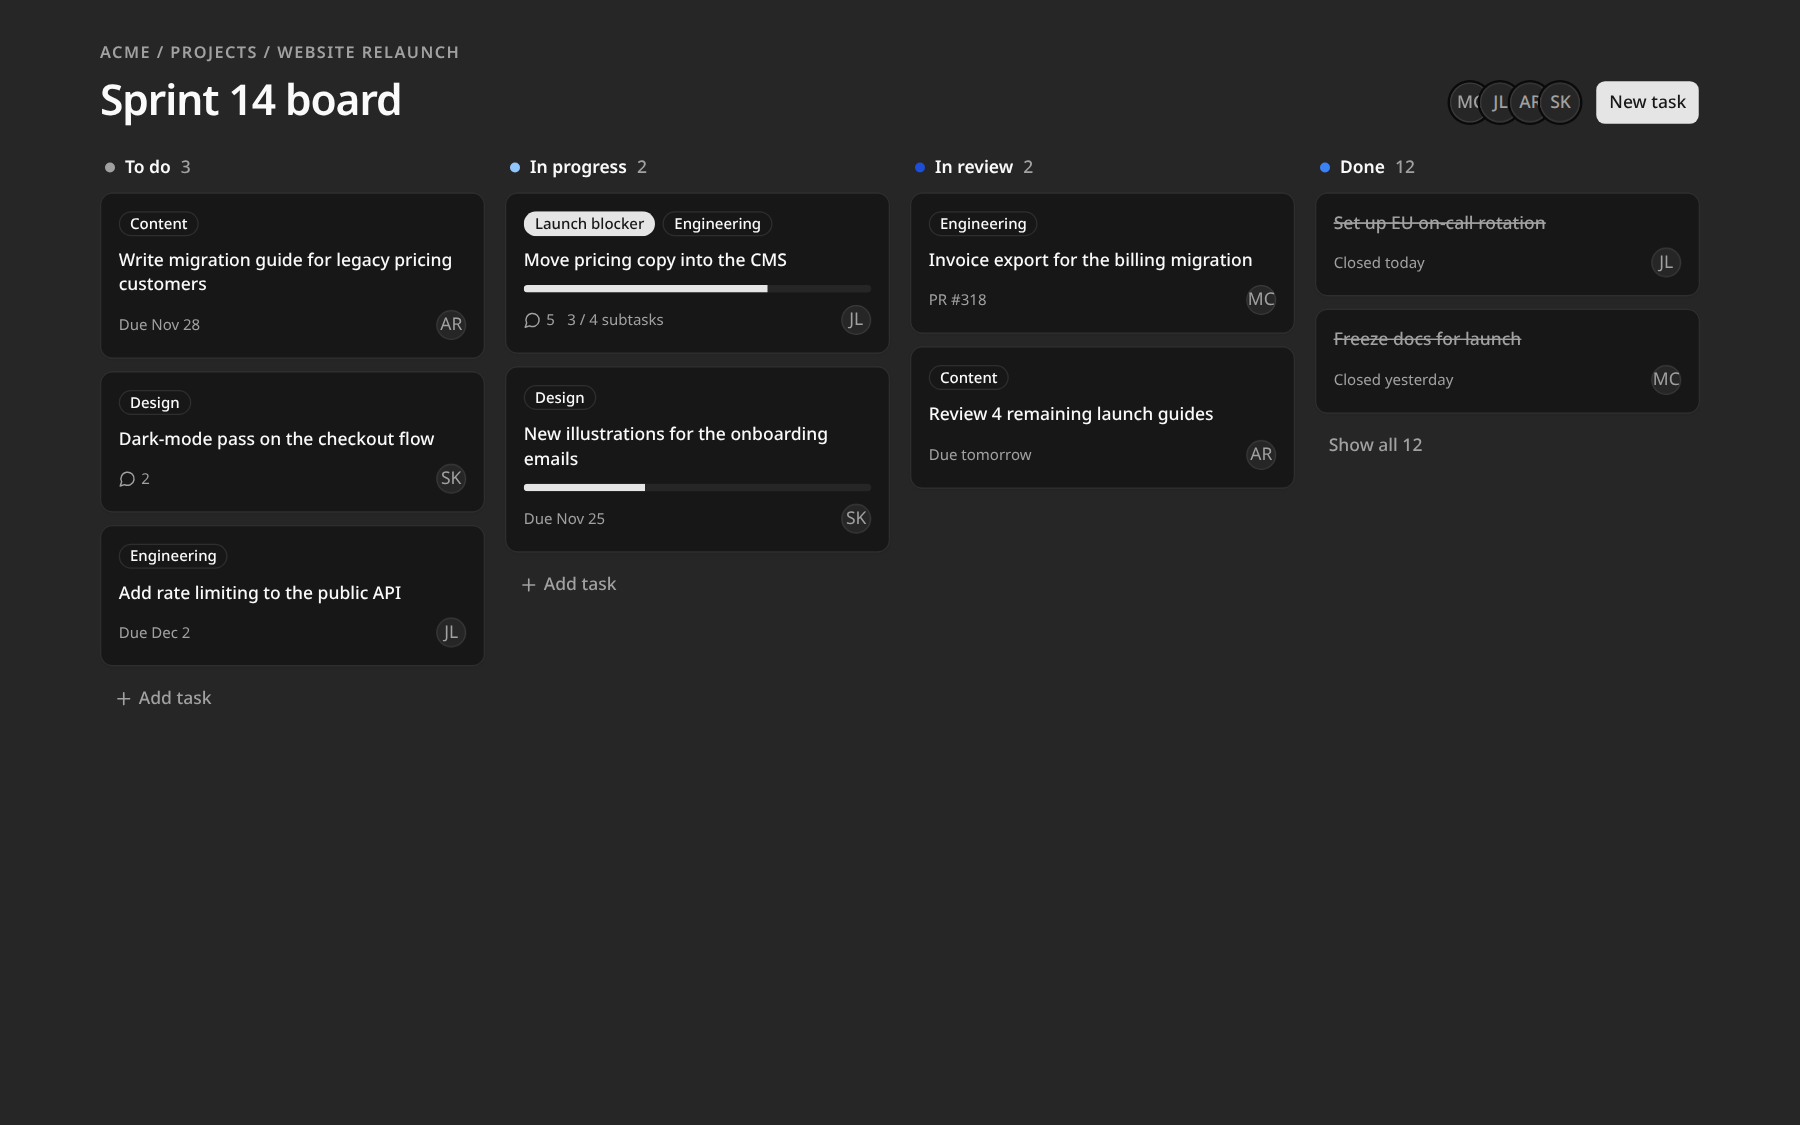 ACME / PROJECTS / WEBSITE RELAUNCH
Sprint 14 board
MC JL AR SK
New task
To do 3
Content
Write migration guide for legacy pricing
customers
Due Nov 28
AR
Design
Dark-mode pass on the checkout flow
2
SK
Engineering
Add rate limiting to the public API
Due Dec 2
JL
+ Add task
In progress 2
Launch blocker
Engineering
Move pricing copy into the CMS
5 3 / 4 subtasks
JL
Design
New illustrations for the onboarding
emails
Due Nov 25
SK
+ Add task
In review 2
Engineering
Invoice export for the billing migration
PR #318
MC
Content
Review 4 remaining launch guides
Due tomorrow
AR
Done 12
Set up EU on-call rotation
Closed today
JL
Freeze docs for launch
Closed yesterday
MC
Show all 12